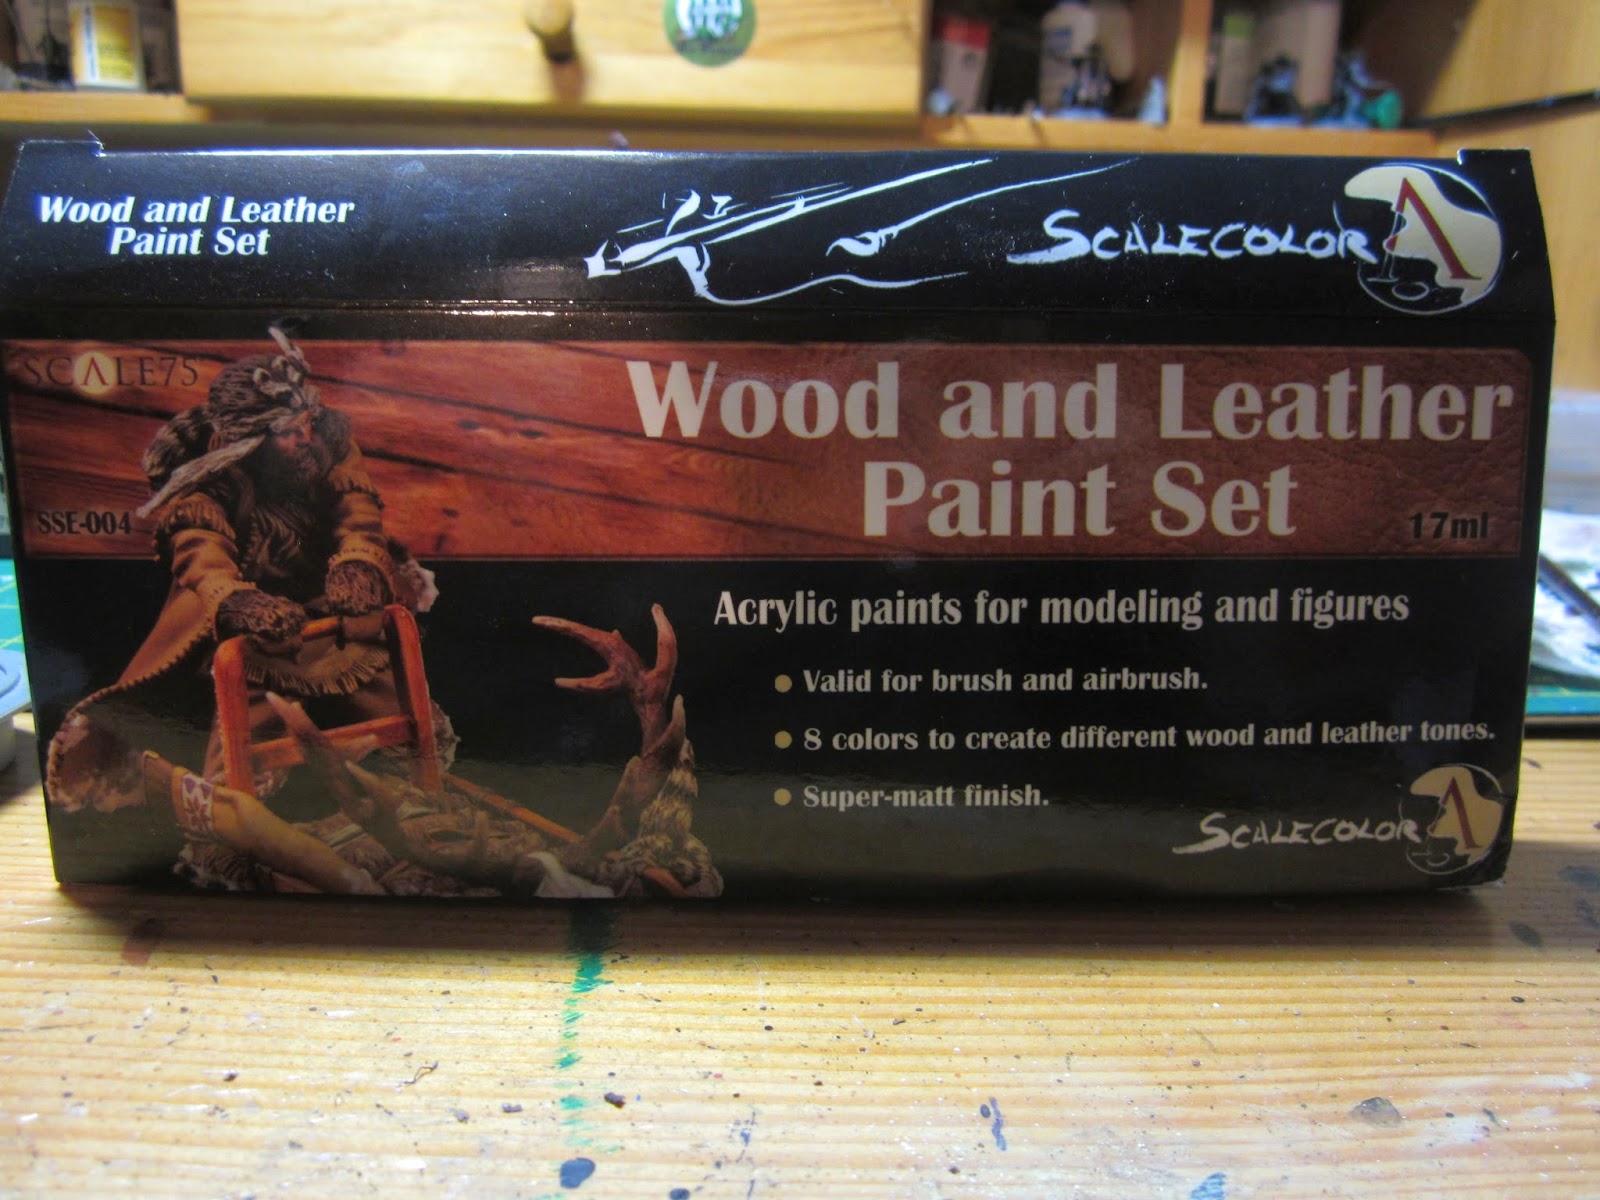 Wood and Leather
Paint Set
SCALECOLOR
SCALE75
Wood and Leather
Paint Set
SSE-004
17ml
Acrylic paints for modeling and figures
• Valid for brush and airbrush.
• 8 colors to create different wood and leather tones.
• Super-matt finish.
SCALECOLOR